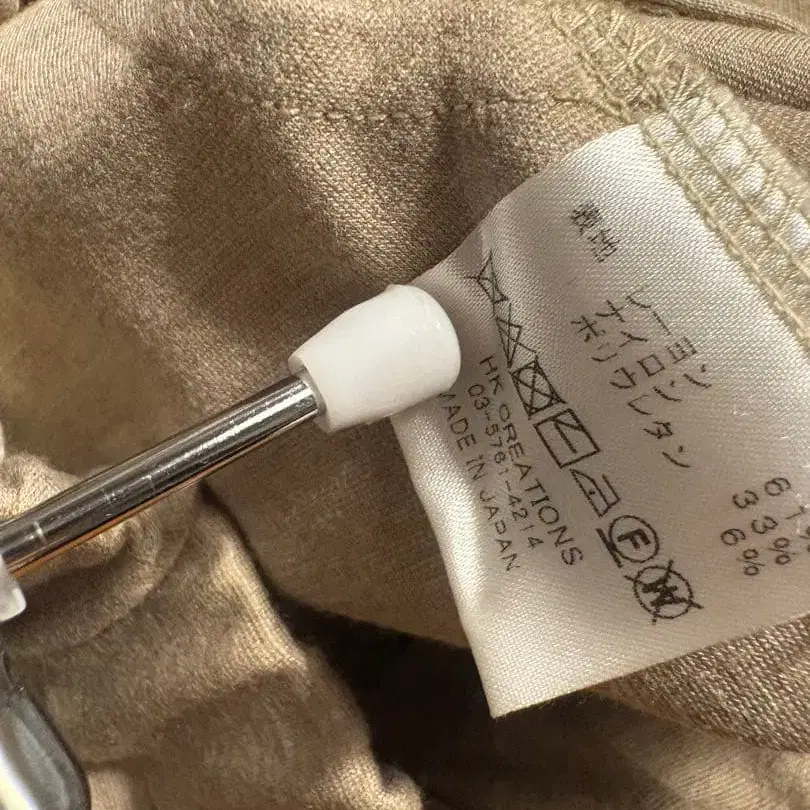 表地
レーヨン 61%
ナイロン 33%
ポリウレタン 6%
F
W
HK CREATIONS
03-5761-4214
MADE IN JAPAN